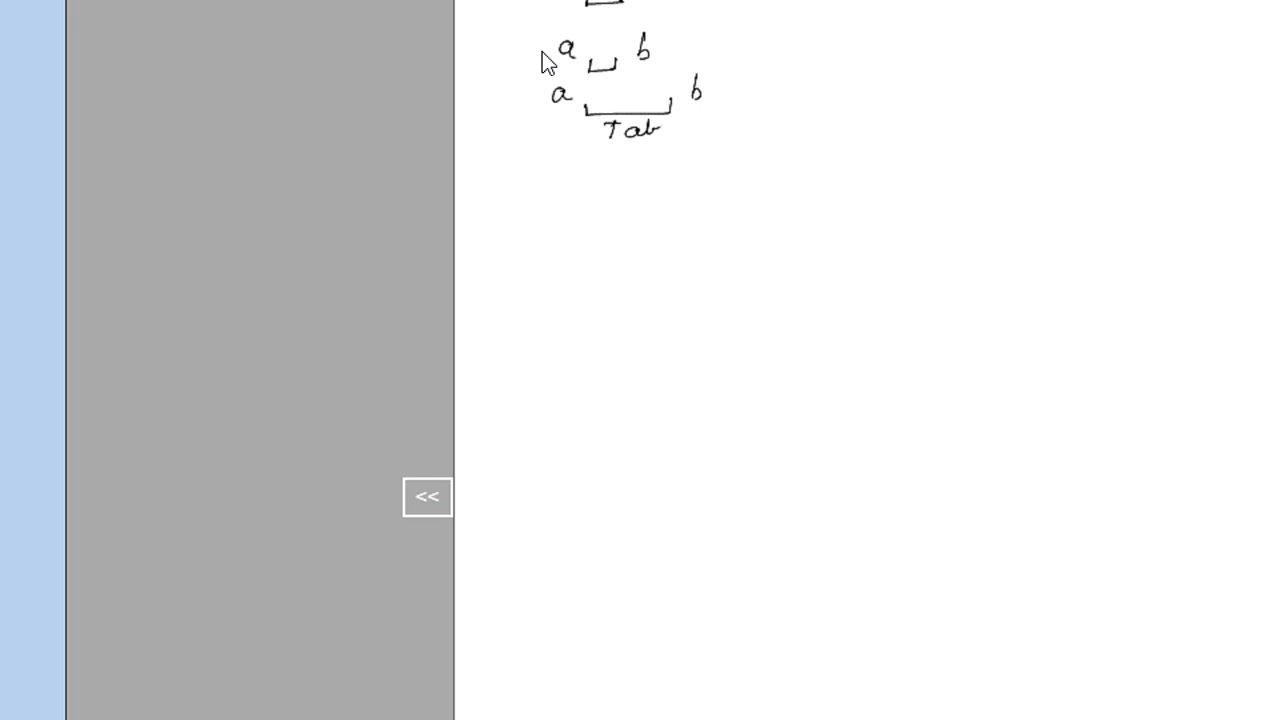 a ␣ b
a ␣ b
Tab
<<